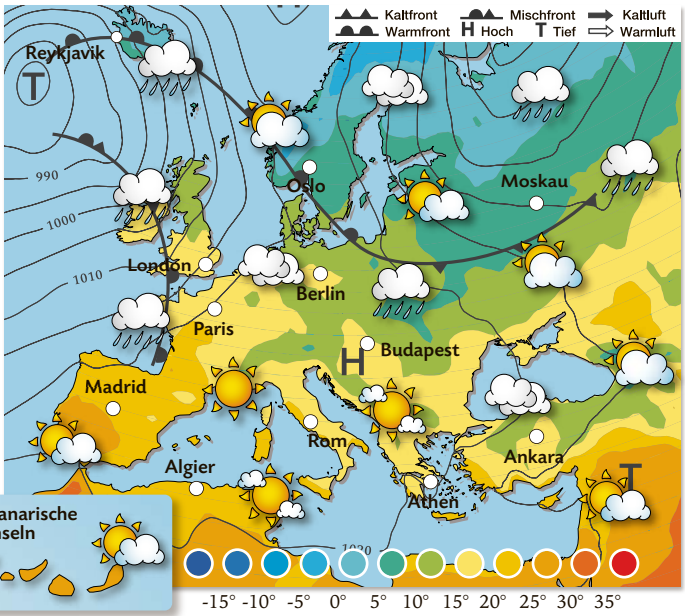 Kaltfront Mischfront Kaltluft
Warmfront H Hoch T Tief Warmluft
Reykjavik
T
990
Oslo
Moskau
1000
London
1010
Berlin
Paris
H
Budapest
Madrid
Rom
Ankara
Algier
T
Athen
anarische
nseln
1020
-15° -10° -5° 0° 5° 10° 15° 20° 25° 30° 35°